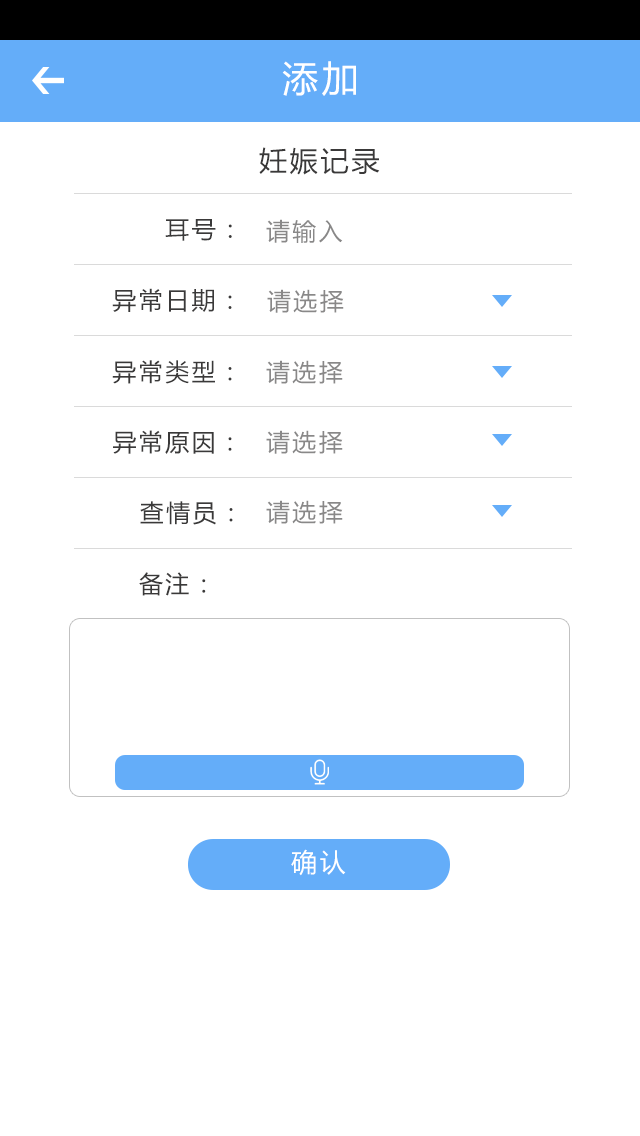 添加
妊娠记录
耳号： 请输入
异常日期： 请选择
异常类型： 请选择
异常原因： 请选择
查情员： 请选择
备注：
确认